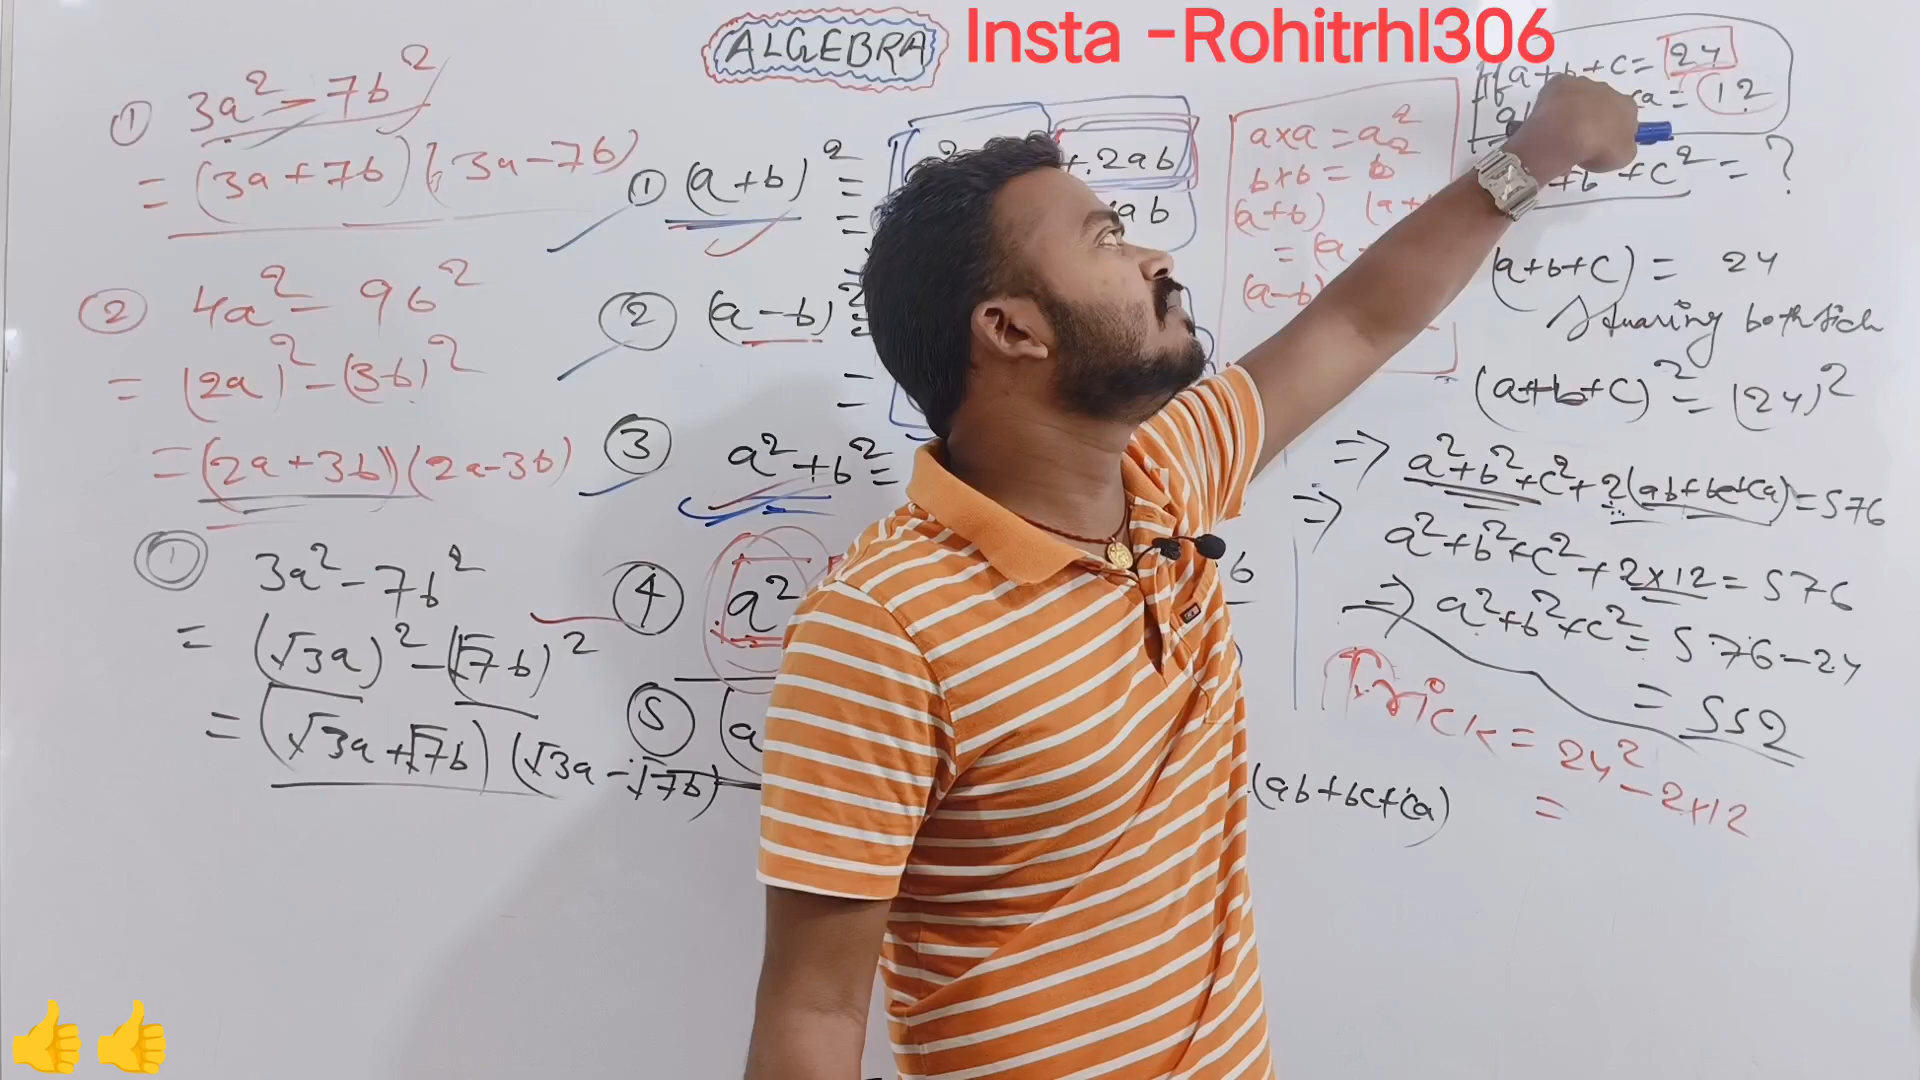 ALGEBRA
Insta -Rohitrhl306
① 3a² - 7b²
= (3a+7b) (3a-7b)
② 4a² - 9b²
= (2a)² - (3b)²
= (2a+3b)(2a-3b)
① 3a² - 7b²
= (√3a)² - (√7b)²
= (√3a+√7b) (√3a-√7b)
① (a+b)² =
+ 2ab
=
② (a-b)² =
=
③ a²+b² =
④ a²
6
⑤ (a
(ab+bc+ca)
a×a = a²
b×b = b²
(a+b)
= (a
(a-b)
If a+b+c = 24
ca = 12
+b²+c² = ?
(a+b+c) = 24
Squaring both
(a+b+c)² = (24)²
⇒ a²+b²+c²+2(ab+bc+ca)=576
⇒ a²+b²+c²+2×12=576
⇒ a²+b²+c²=576-24
= 552
Trick = 24² - 2×12
=